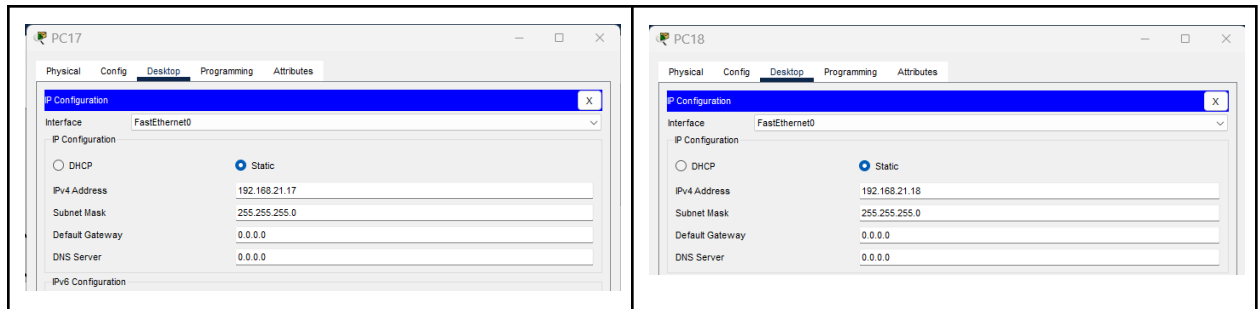 PC17
Physical Config Desktop Programming Attributes
IP Configuration X
Interface FastEthernet0
IP Configuration
DHCP Static
IPv4 Address 192.168.21.17
Subnet Mask 255.255.255.0
Default Gateway 0.0.0.0
DNS Server 0.0.0.0
IPv6 Configuration
PC18
Physical Config Desktop Programming Attributes
IP Configuration X
Interface FastEthernet0
IP Configuration
DHCP Static
IPv4 Address 192.168.21.18
Subnet Mask 255.255.255.0
Default Gateway 0.0.0.0
DNS Server 0.0.0.0